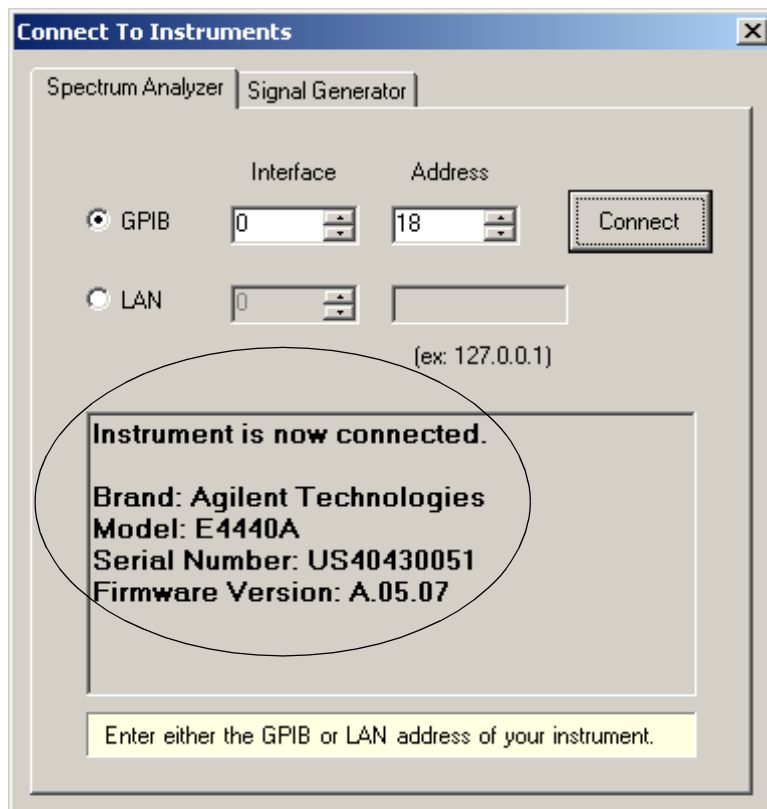 Connect To Instruments
Spectrum Analyzer Signal Generator
Interface Address
GPIB 0 18 Connect
LAN 0
(ex: 127.0.0.1)
Instrument is now connected.
Brand: Agilent Technologies
Model: E4440A
Serial Number: US40430051
Firmware Version: A.05.07
Enter either the GPIB or LAN address of your instrument.